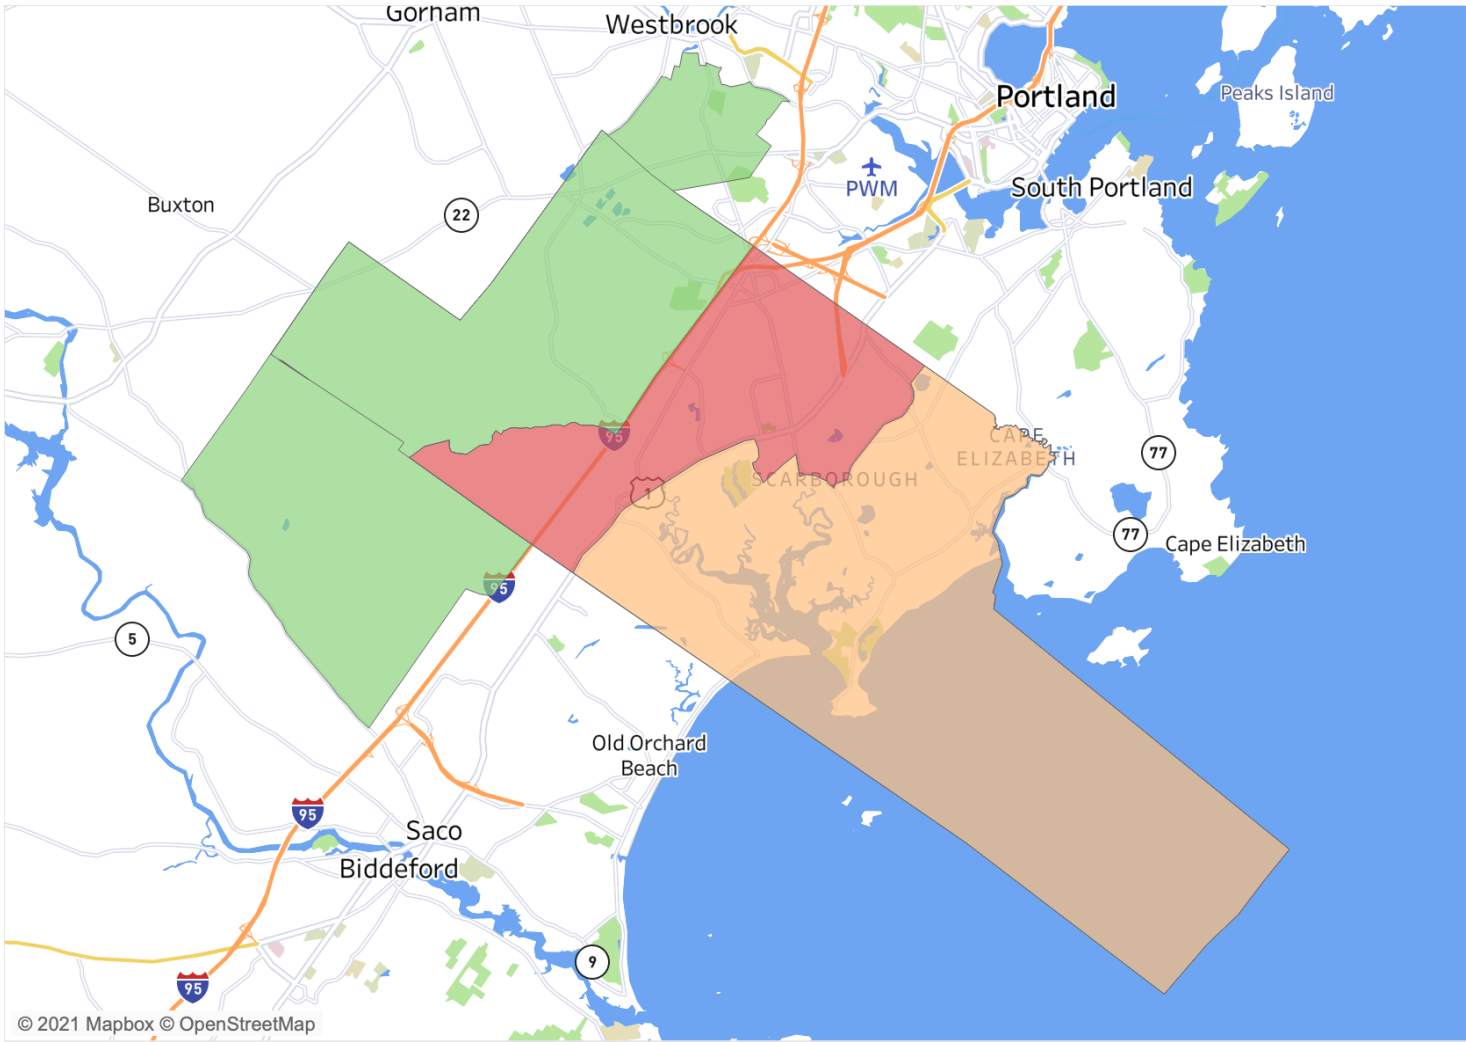 Gorham
Westbrook
Portland
Peaks Island
PWM
South Portland
Buxton
22
95
CAPE
ELIZABETH
77
1
SCARBOROUGH
77
Cape Elizabeth
95
5
Old Orchard
Beach
95
Saco
Biddeford
9
95
© 2021 Mapbox © OpenStreetMap